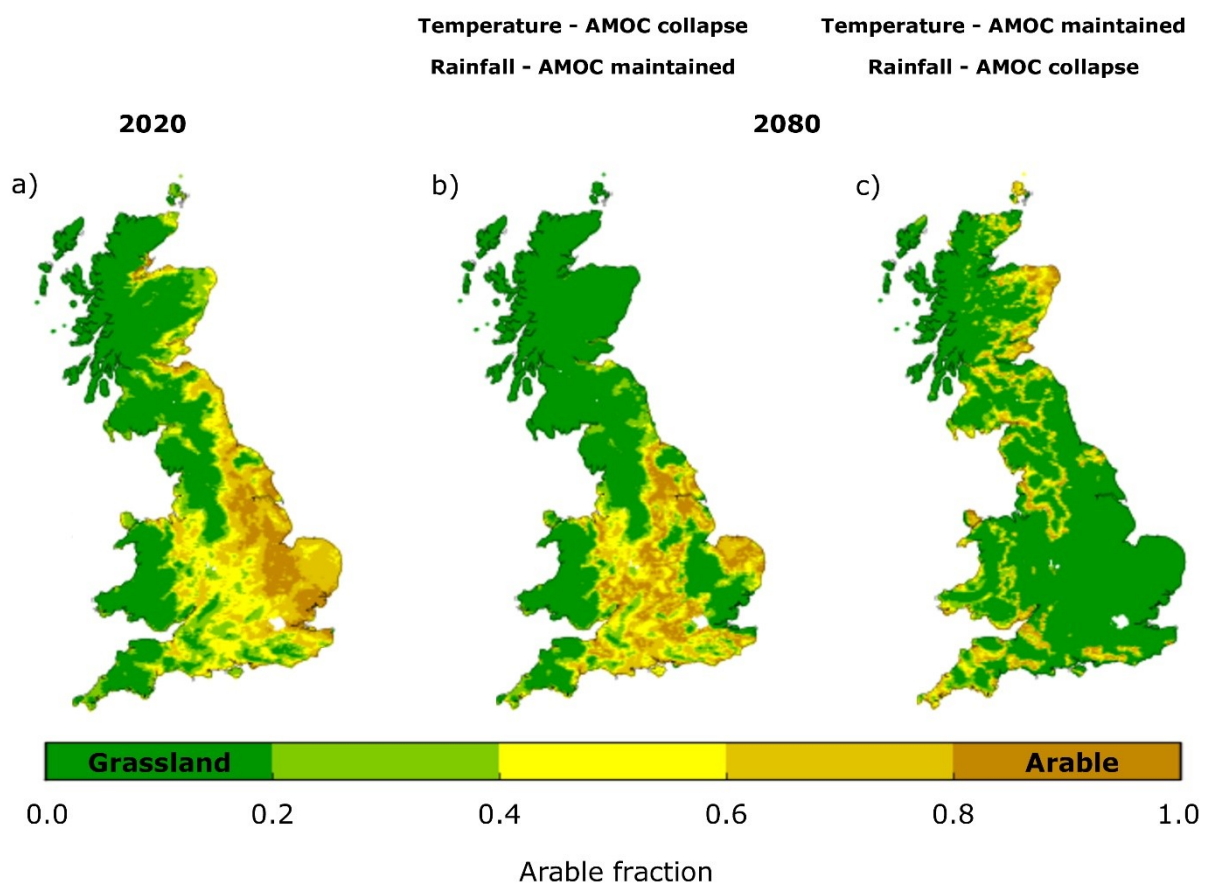 Temperature - AMOC collapse
Rainfall - AMOC maintained
Temperature - AMOC maintained
Rainfall - AMOC collapse
2020
2080
a)
b)
c)
Grassland
Arable
0.0 0.2 0.4 0.6 0.8 1.0
Arable fraction